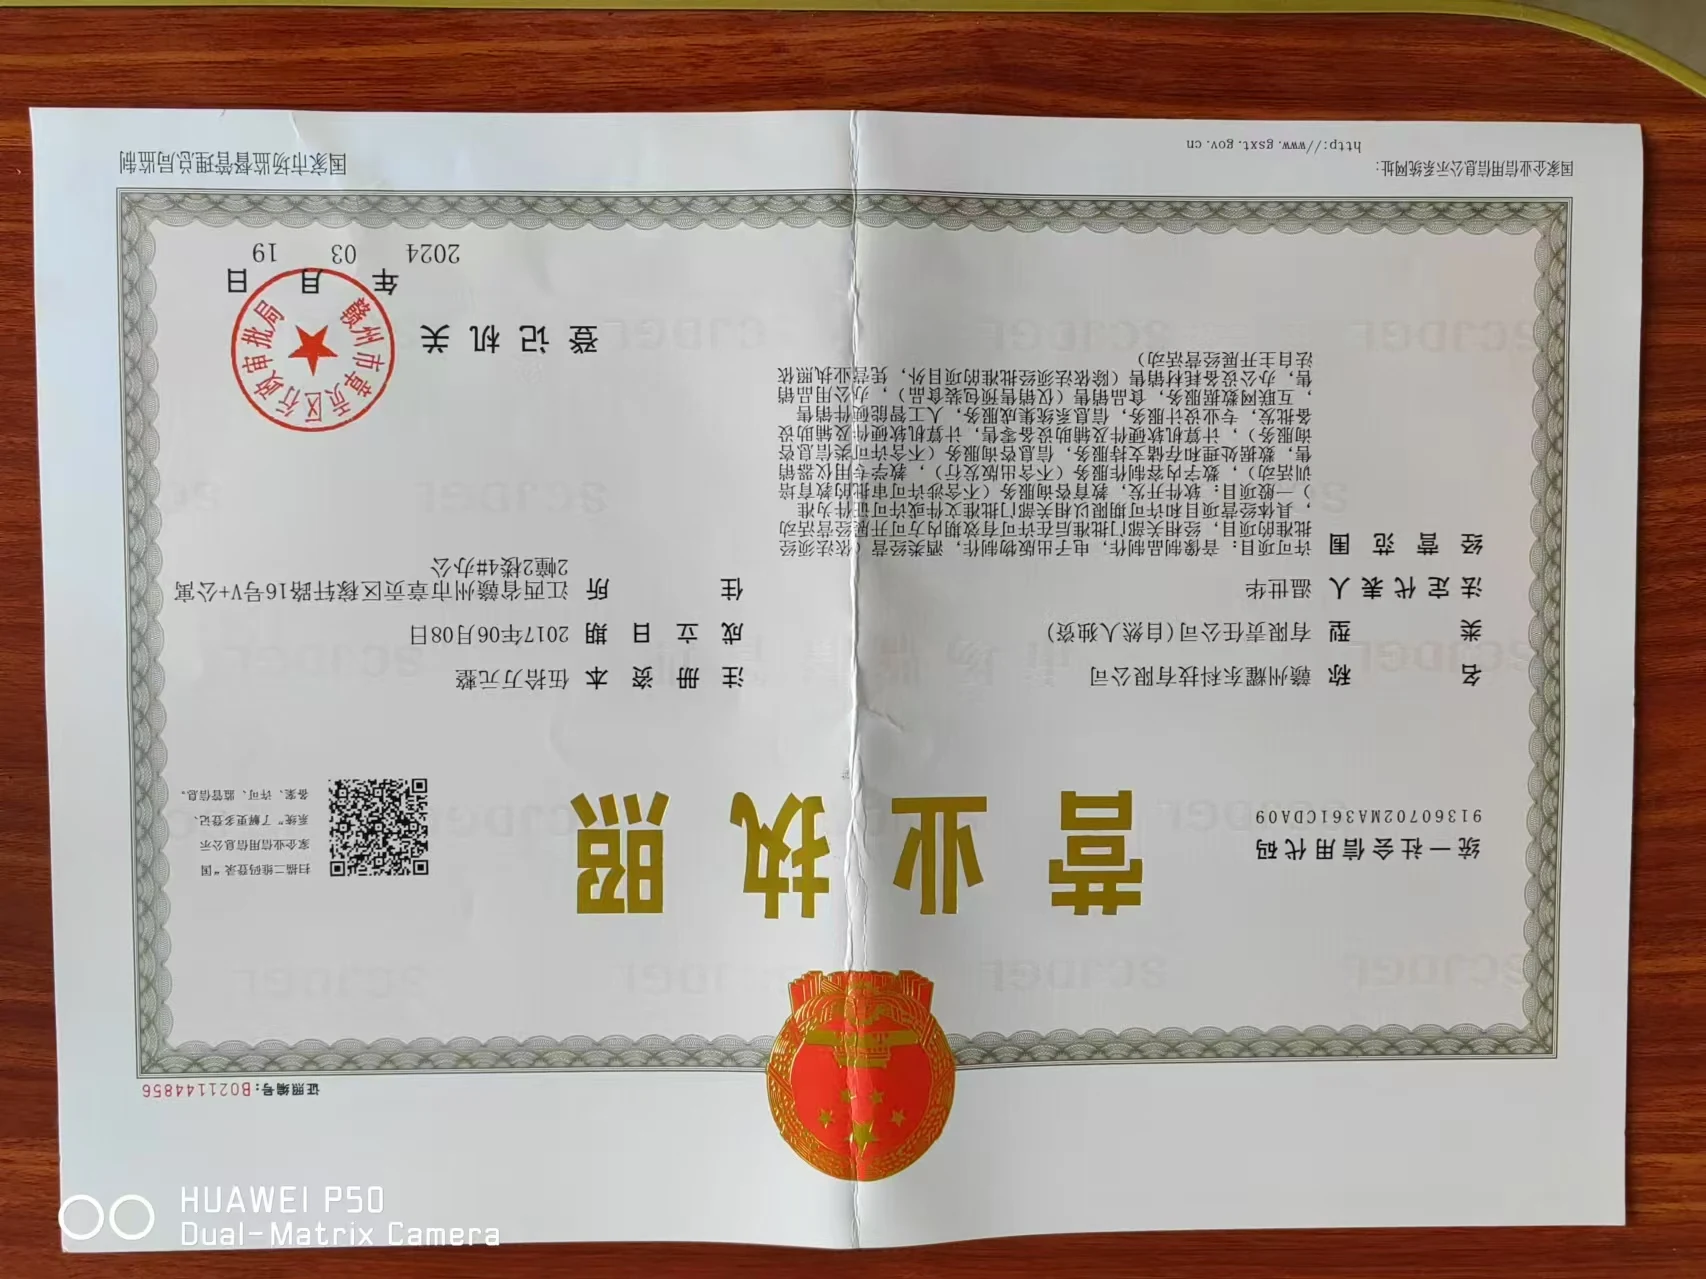 证照编号：B021144856
营业执照
统一社会信用代码
91360702MA361CDA09
扫描二维码登录“国
家企业信用信息公示
系统”了解更多登记、
备案、许可、监管信息。
名称 赣州耀东科技有限公司
类型 有限责任公司(自然人独资)
法定代表人 温世华
经营范围 许可项目：音像制品制作，电子出版物制作，酒类经营（依法须经
批准的项目，经相关部门批准后在许可有效期内方可开展经营活动
，具体经营项目和许可期限以相关部门批准文件或许可证件为准
）一般项目：软件开发，教育咨询服务（不含涉许可审批的教育培
训活动），数字内容制作服务（不含出版发行），教学专用仪器销
售，数据处理和存储支持服务，信息咨询服务（不含许可类信息咨
询服务），计算机软硬件及辅助设备零售，计算机软硬件及辅助设
备批发，专业设计服务，信息系统集成服务，人工智能硬件销售
，互联网数据服务，食品销售（仅销售预包装食品），办公用品销
售，办公设备耗材销售（除依法须经批准的项目外，凭营业执照依
法自主开展经营活动）
注册资本 伍拾万元整
成立日期 2017年06月08日
住所 江西省赣州市章贡区稼轩路16号V+公寓
2幢2楼4#办公
登记机关
赣州市章贡区行政审批局
2024年03月19日
国家企业信用信息公示系统网址：
http://www.gsxt.gov.cn
国家市场监督管理总局监制
HUAWEI P50
Dual-Matrix Camera